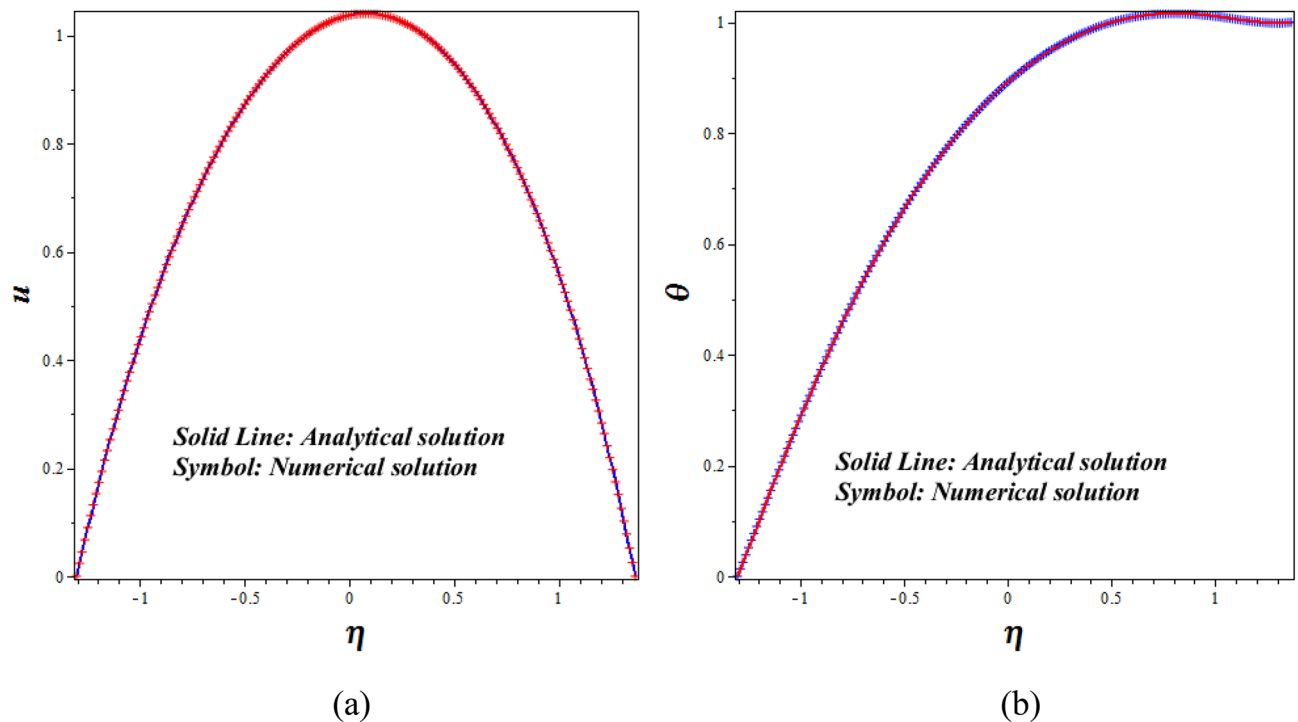 1
0.8
0.6
0.4
0.2
0
u
-1
-0.5
0
0.5
1
η
Solid Line: Analytical solution
Symbol: Numerical solution
(a)
1
0.8
0.6
0.4
0.2
0
θ
-1
-0.5
0
0.5
1
η
Solid Line: Analytical solution
Symbol: Numerical solution
(b)